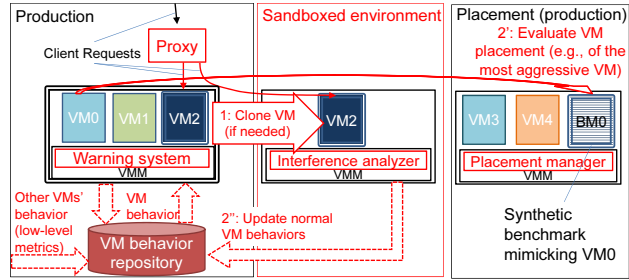 Production
Client Requests
Proxy
VM0
VM1
VM2
Warning system
VMM
Other VMs'
behavior
(low-level
metrics)
VM
behavior
VM behavior
repository
Sandboxed environment
1: Clone VM
(if needed)
VM2
Interference analyzer
VMM
2": Update normal
VM behaviors
Placement (production)
2': Evaluate VM
placement (e.g., of the
most aggressive VM)
VM3
VM4
BM0
Placement manager
VMM
Synthetic
benchmark
mimicking VM0